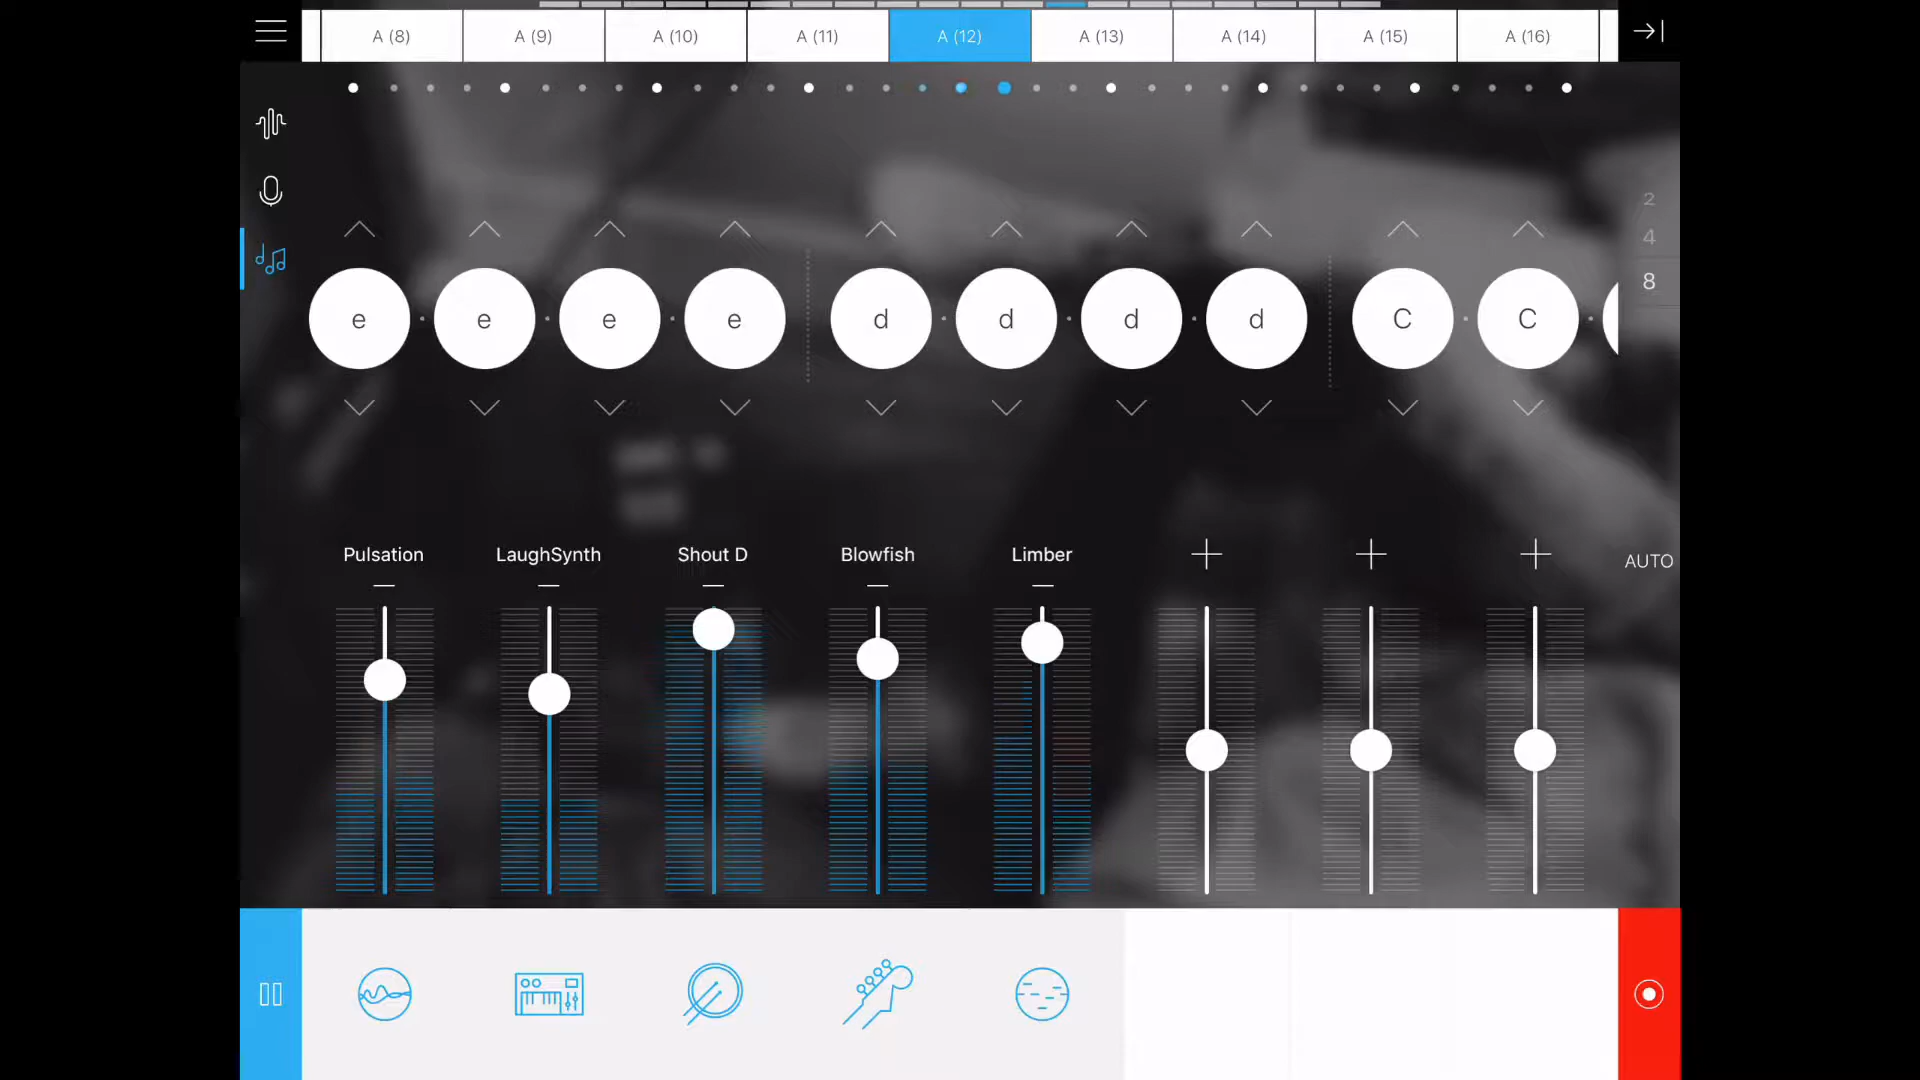 A (8) A (9) A (10) A (11) A (12) A (13) A (14) A (15) A (16)
2
4
8
e e e e d d d d C C
Pulsation LaughSynth Shout D Blowfish Limber
AUTO